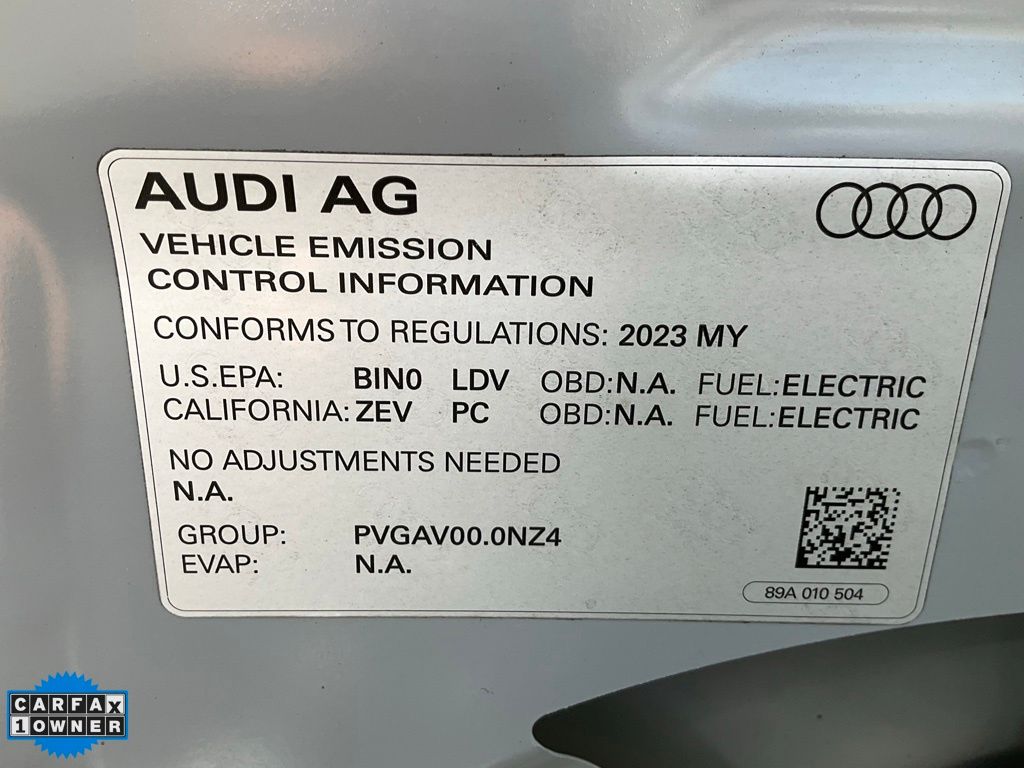 AUDI AG
VEHICLE EMISSION
CONTROL INFORMATION
CONFORMS TO REGULATIONS: 2023 MY
U.S.EPA: BIN0 LDV OBD:N.A. FUEL:ELECTRIC
CALIFORNIA: ZEV PC OBD:N.A. FUEL:ELECTRIC
NO ADJUSTMENTS NEEDED
N.A.
GROUP: PVGAV00.0NZ4
EVAP: N.A.
89A 010 504
CARFAX
1 OWNER